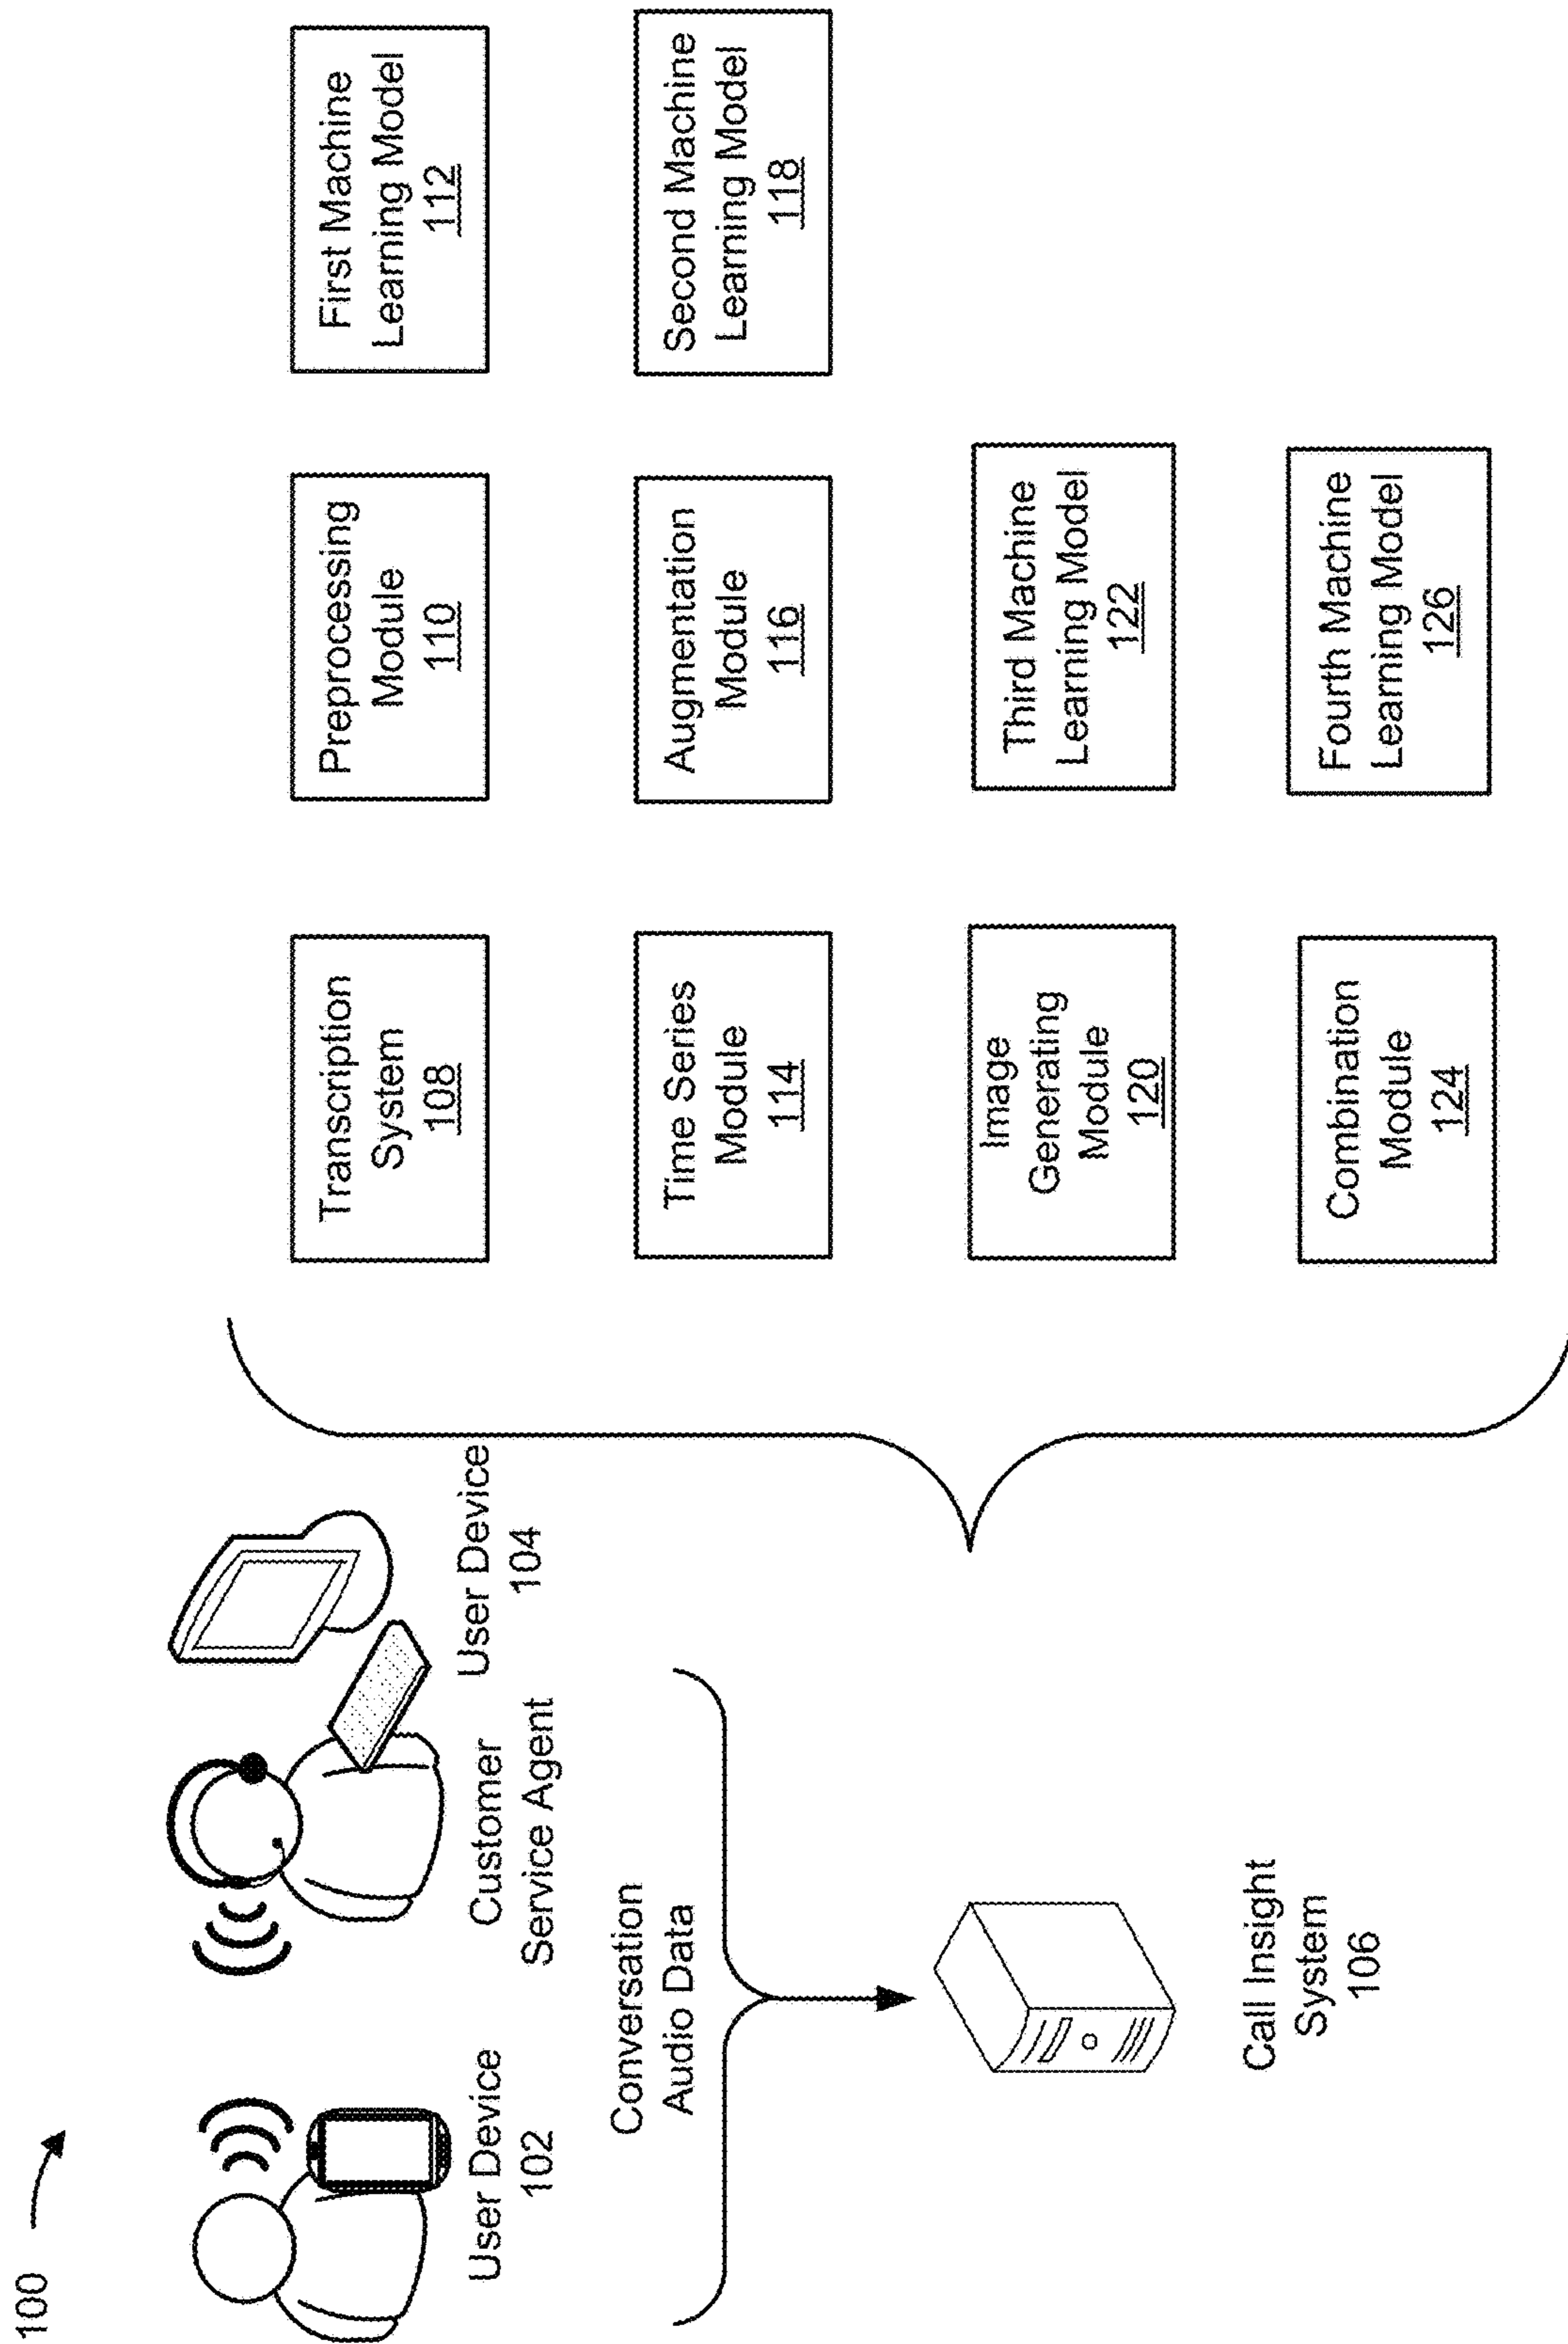 100
User Device
102
Customer
Service Agent
User Device
104
Conversation
Audio Data
Call Insight
System
106
Transcription
System
108
Preprocessing
Module
110
First Machine
Learning Model
112
Time Series
Module
114
Augmentation
Module
116
Second Machine
Learning Model
118
Image
Generating
Module
120
Third Machine
Learning Model
122
Combination
Module
124
Fourth Machine
Learning Model
126